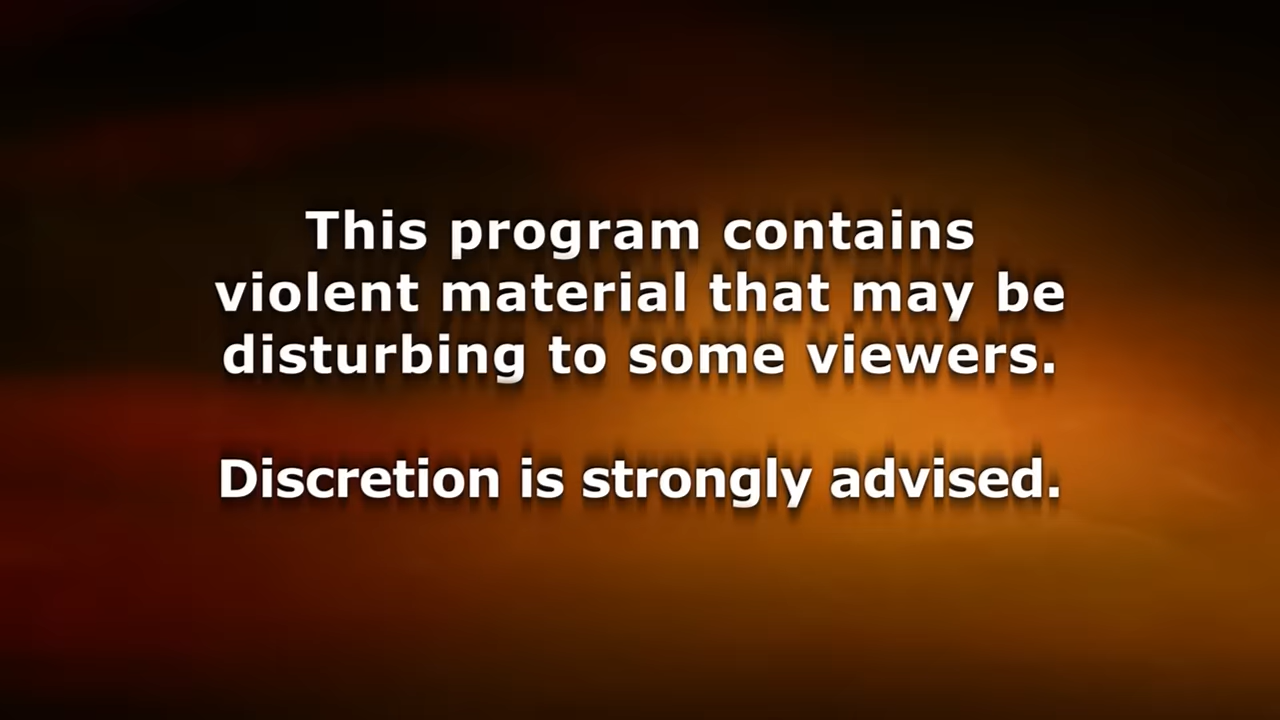 This program contains
violent material that may be
disturbing to some viewers.
Discretion is strongly advised.